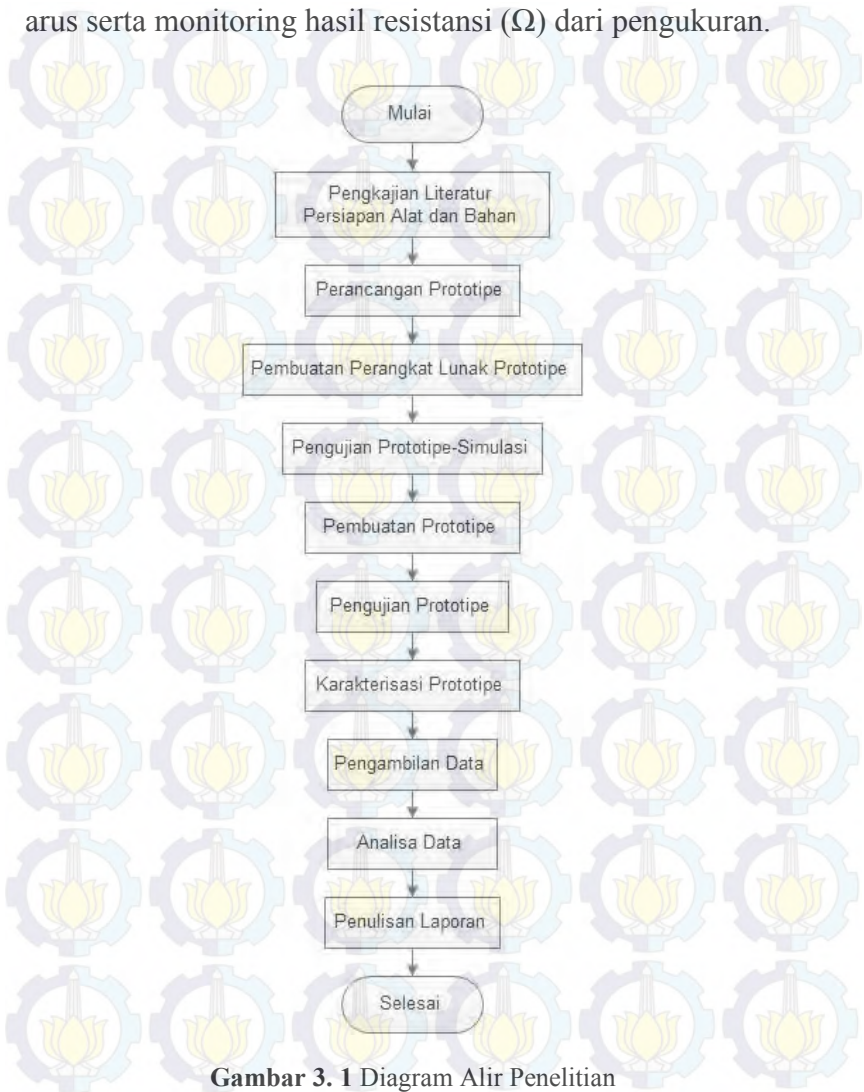 arus serta monitoring hasil resistansi (Ω) dari pengukuran.
Mulai
Pengkajian Literatur
Persiapan Alat dan Bahan
Perancangan Prototipe
Pembuatan Perangkat Lunak Prototipe
Pengujian Prototipe-Simulasi
Pembuatan Prototipe
Pengujian Prototipe
Karakterisasi Prototipe
Pengambilan Data
Analisa Data
Penulisan Laporan
Selesai
Gambar 3. 1 Diagram Alir Penelitian